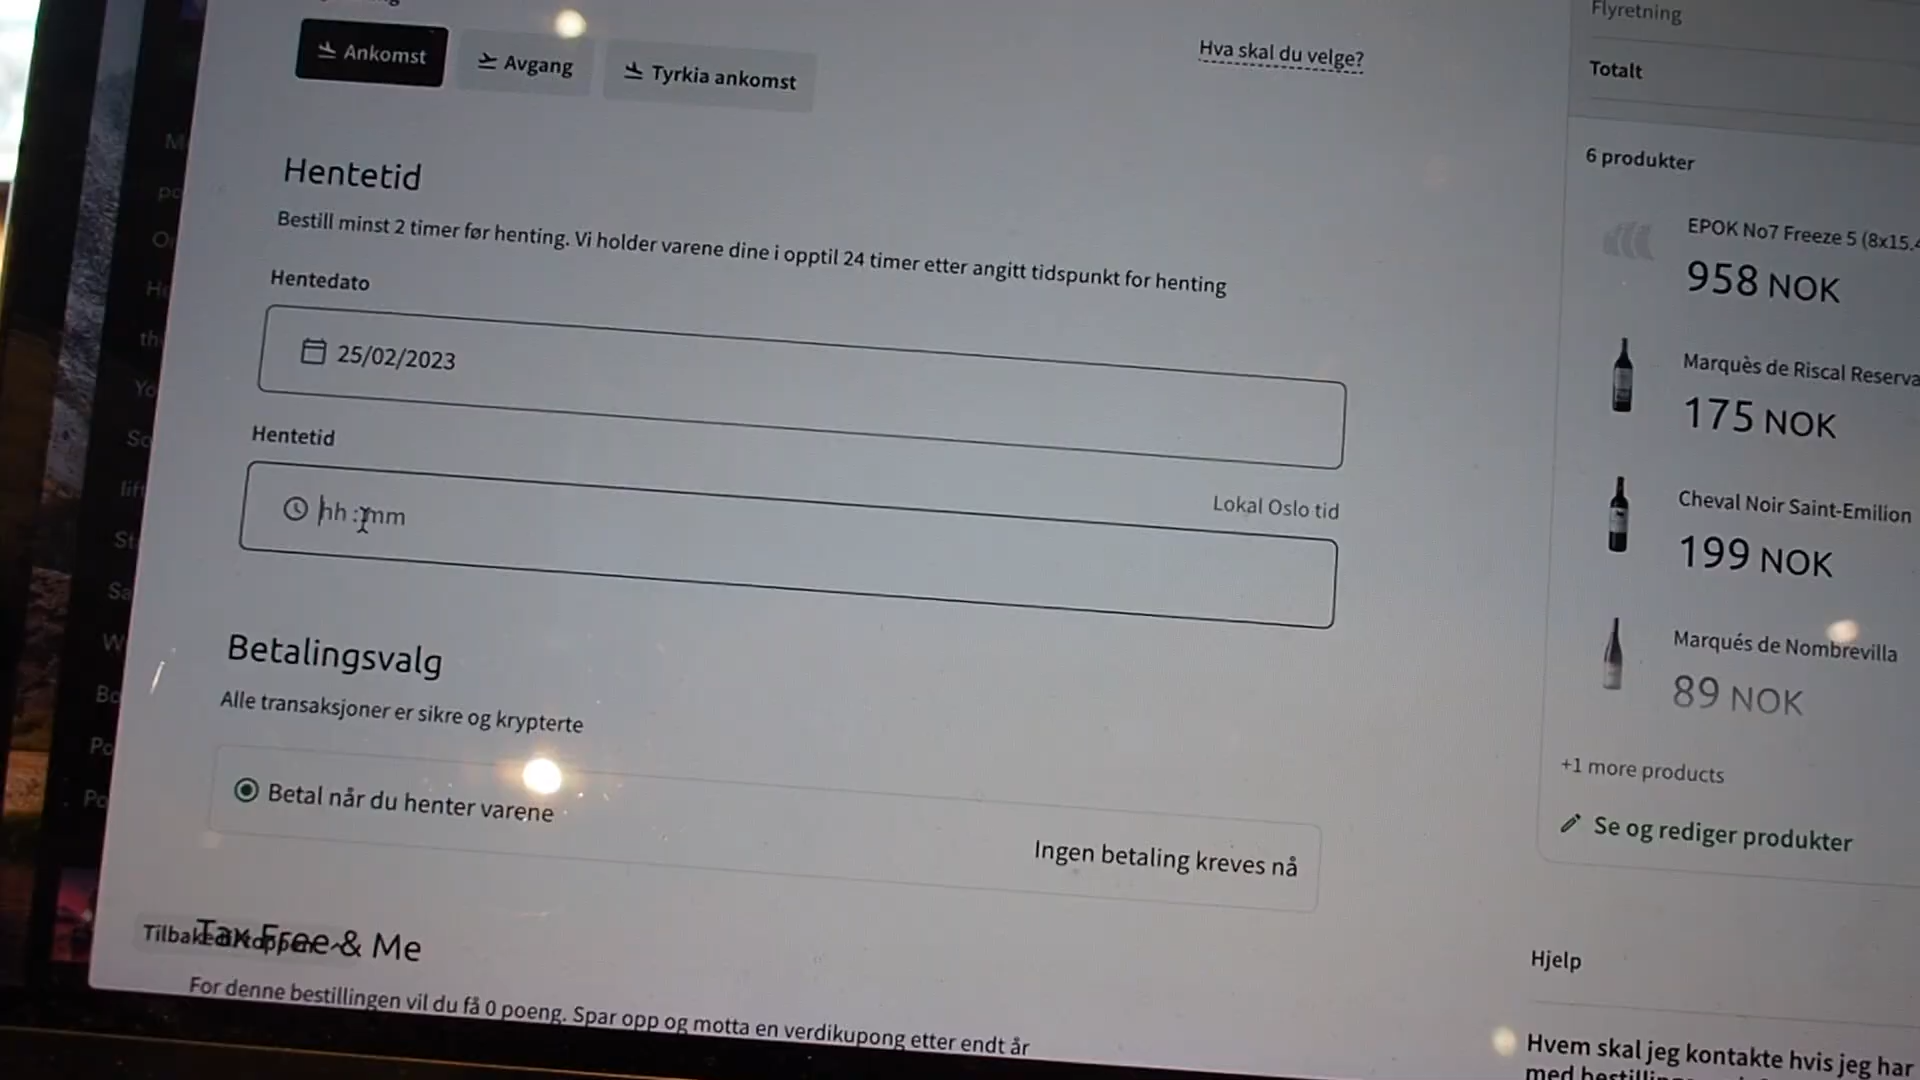 Ankomst
Avgang
Tyrkia ankomst
Hva skal du velge?
Hentetid
Bestill minst 2 timer før henting. Vi holder varene dine i opptil 24 timer etter angitt tidspunkt for henting
Hentedato
25/02/2023
Hentetid
Lokal Oslo tid
hh : mm
Betalingsvalg
Alle transaksjoner er sikre og krypterte
Betal når du henter varene
Ingen betaling kreves nå
Tax Free & Me
For denne bestillingen vil du få 0 poeng. Spar opp og motta en verdikupong etter endt år
Flyretning
Totalt
6 produkter
EPOK No7 Freeze 5 (8x15.4
958 NOK
Marquès de Riscal Reserva
175 NOK
Cheval Noir Saint-Emilion
199 NOK
Marqués de Nombrevilla
89 NOK
+1 more products
Se og rediger produkter
Hjelp
Hvem skal jeg kontakte hvis jeg har